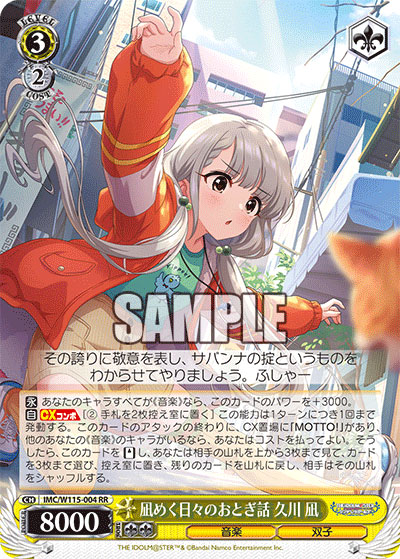 LEVEL
3
2
COST
SAMPLE
その誇りに敬意を表し、サバンナの掟というものを
わからせてやりましょう。ふしゃー
永 あなたのキャラすべてが《音楽》なら、このカードのパワーを+3000。
自 CXコンボ [② 手札を2枚控え室に置く] この能力は1ターンにつき1回まで
発動する。このカードのアタックの終わりに、CX置場に「MOTTO!」があり、
他のあなたの《音楽》のキャラがいるなら、あなたはコストを払ってよい。そう
したら、このカードを【↑】し、あなたは相手の山札を上から3枚まで見て、カー
ドを3枚まで選び、控え室に置き、残りのカードを山札に戻し、相手はその山札
をシャッフルする。
CH IMC/W115-004 RR
8000
凪めく日々のおとぎ話 久川 凪
音楽
双子
THE IDOLM@STER™& ©Bandai Namco Entertainment Inc.